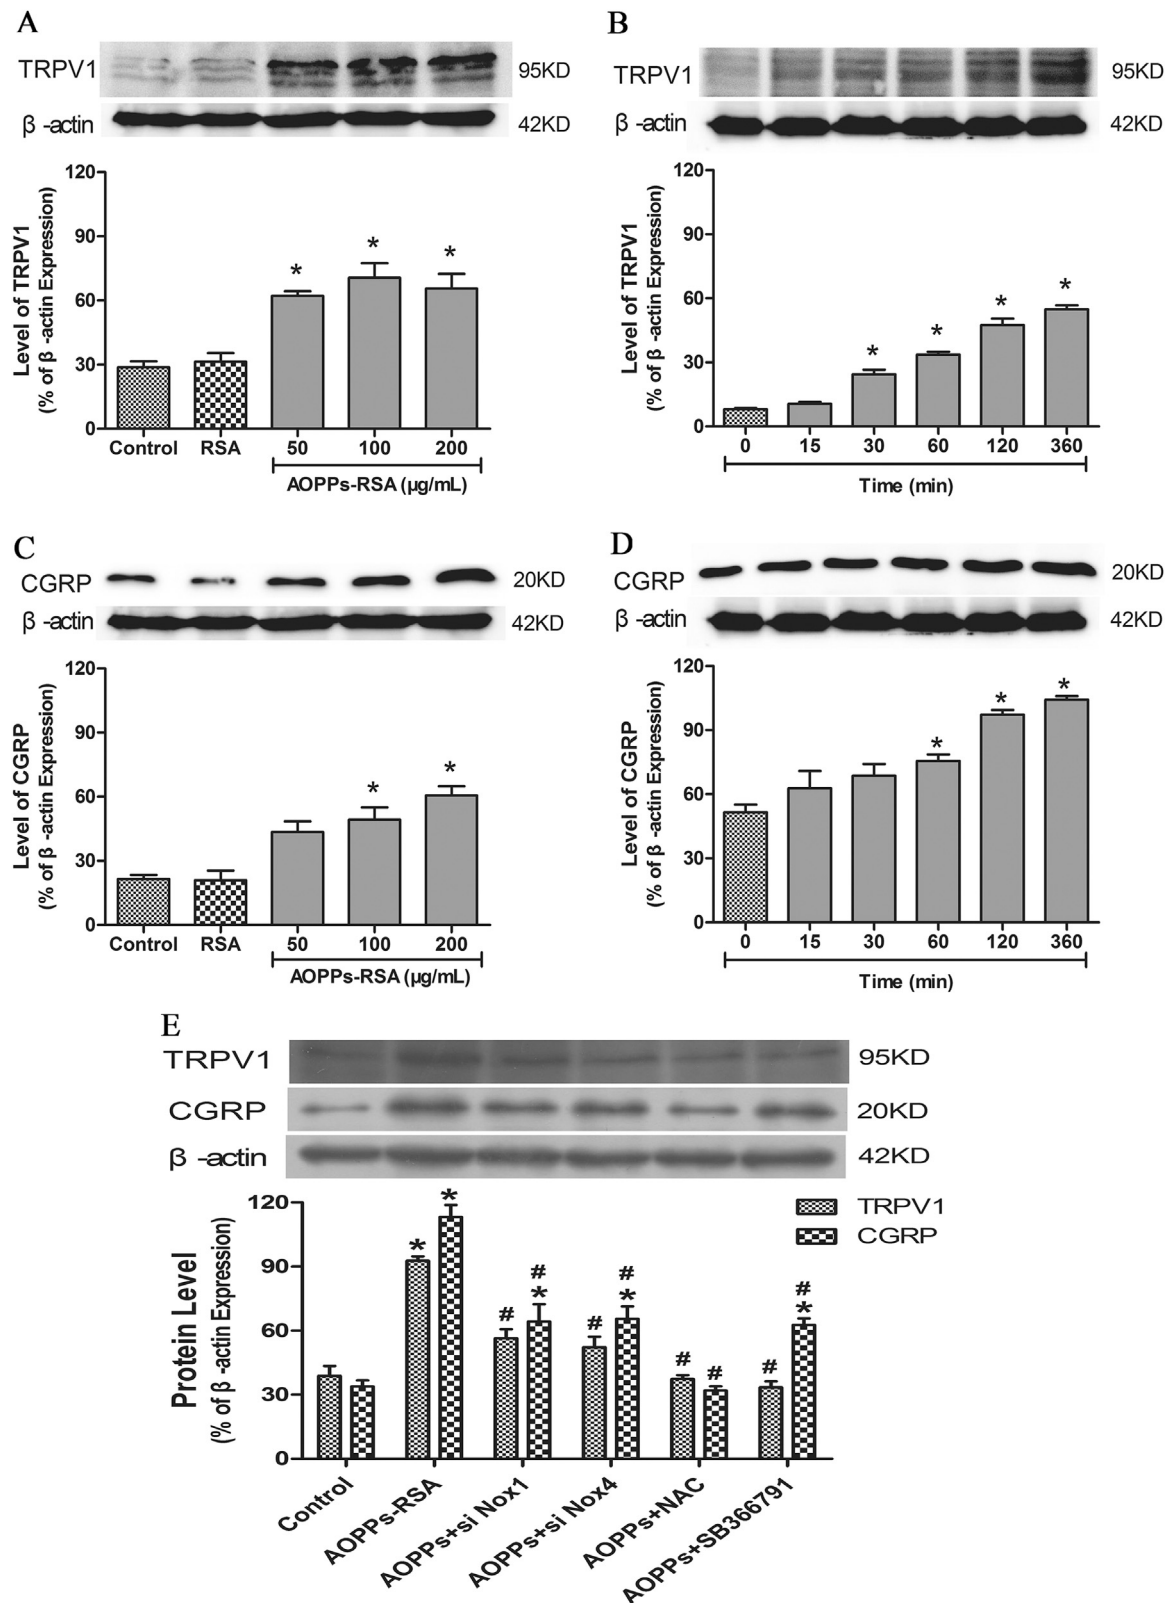 A
TRPV1 95KD
β -actin 42KD
Level of TRPV1
(% of β -actin Expression)
120
90
60
30
0
* * *
Control RSA 50 100 200
AOPPs-RSA (µg/mL)
B
TRPV1 95KD
β -actin 42KD
Level of TRPV1
(% of β -actin Expression)
120
90
60
30
0
* * * *
0 15 30 60 120 360
Time (min)
C
CGRP 20KD
β -actin 42KD
Level of CGRP
(% of β -actin Expression)
120
90
60
30
0
* *
Control RSA 50 100 200
AOPPs-RSA (µg/mL)
D
CGRP 20KD
β -actin 42KD
Level of CGRP
(% of β -actin Expression)
120
90
60
30
0
* * *
0 15 30 60 120 360
Time (min)
E
TRPV1 95KD
CGRP 20KD
β -actin 42KD
Protein Level
(% of β -actin Expression)
120
90
60
30
0
TRPV1
CGRP
* *
# # *
# # *
# #
# # *
Control
AOPPs-RSA
AOPPs+si Nox1
AOPPs+si Nox4
AOPPs+NAC
AOPPs+SB366791